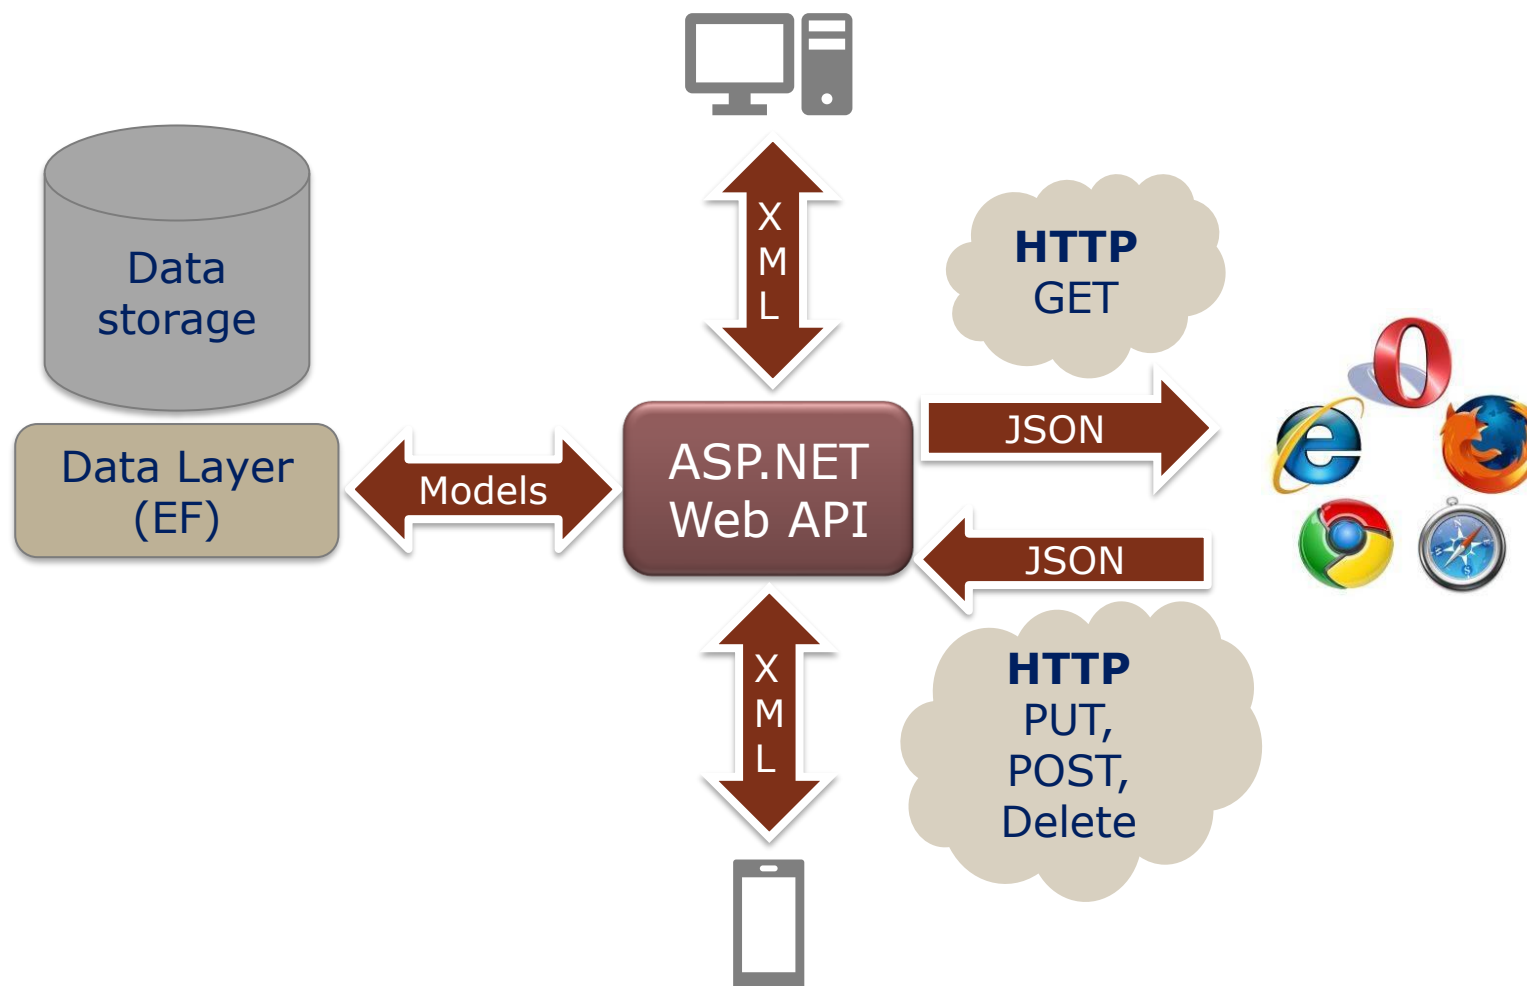 Data
storage
Data Layer
(EF)
Models
X
M
L
ASP.NET
Web API
X
M
L
HTTP
GET
JSON
JSON
HTTP
PUT,
POST,
Delete